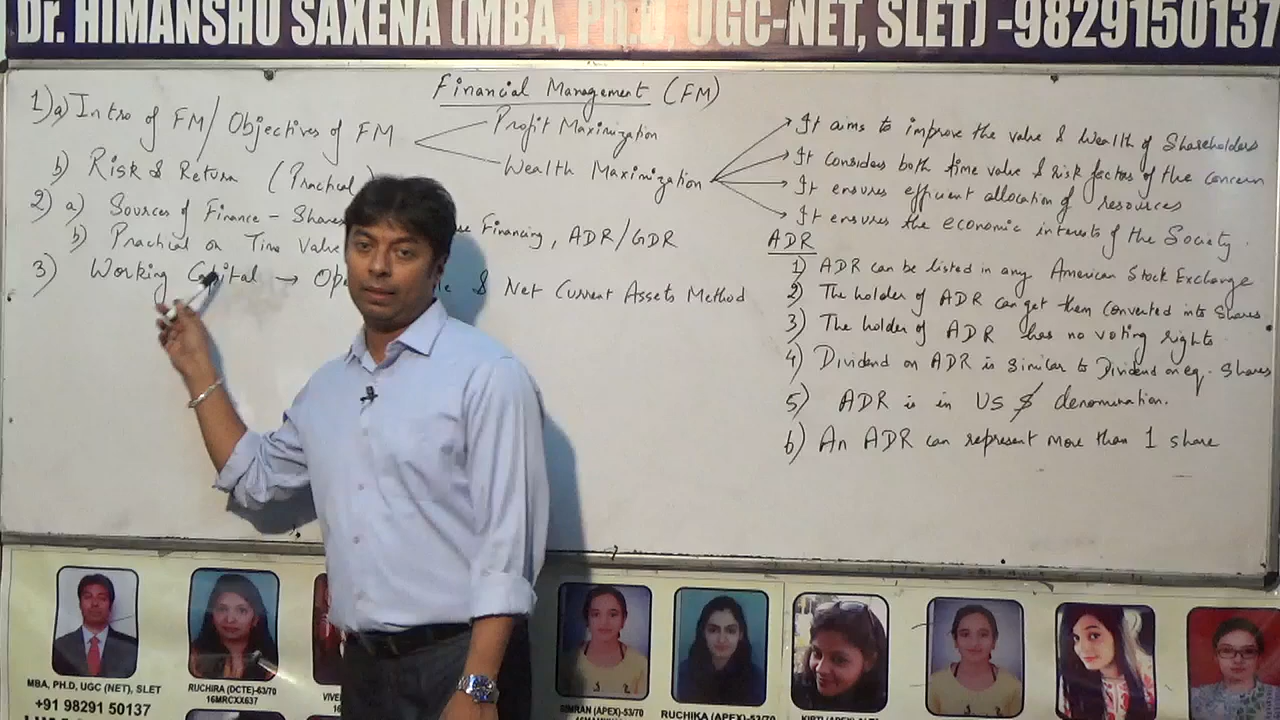 Dr. HIMANSHU SAXENA (MBA, Ph.D, UGC-NET, SLET) -9829150137
Financial Management (FM)
1) a) Intro of FM / Objectives of FM
Profit Maximization
Wealth Maximization
b) Risk & Return (Practical)
2) a) Sources of Finance - Shares Financing, ADR/GDR
b) Practical on Time Value
3) Working Capital → & Net Current Assets Method
It aims to improve the value & wealth of Shareholders
It considers both time value & risk factors of the concern
It ensures efficient allocation of resources
It ensures the economic interests of the Society.
ADR
1) ADR can be listed in any American Stock Exchange
2) The holder of ADR can get them converted into shares
3) The holder of ADR has no voting rights
4) Dividend on ADR is similar to Dividend on eq. shares
5) ADR is in US $ denomination.
6) An ADR can represent more than 1 share
MBA, PH.D, UGC (NET), SLET
+91 98291 50137
RUCHIRA (DCTE)-63/70
16MRCXX637
SIMRAN (APEX)-53/70
RUCHIKA (APEX)-53/70